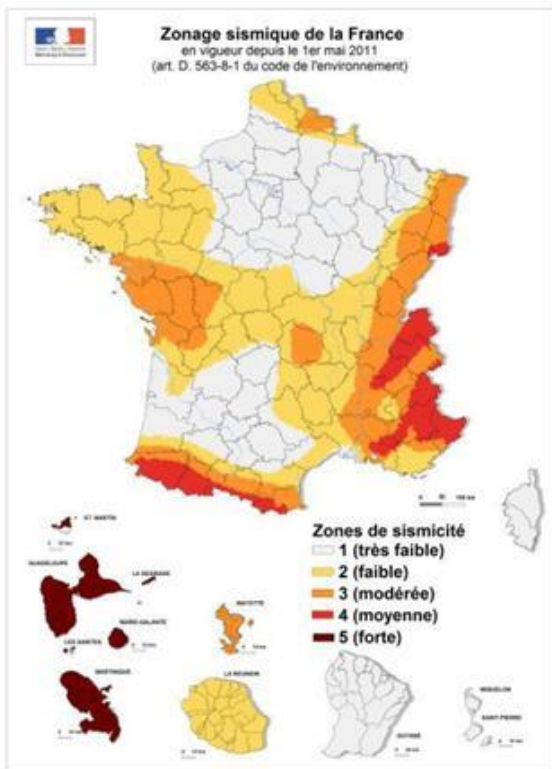 Zonage sismique de la France
en vigueur depuis le 1er mai 2011
(art. D. 563-8-1 du code de l'environnement)
Zones de sismicité
1 (très faible)
2 (faible)
3 (modérée)
4 (moyenne)
5 (forte)
ST. MARTIN
GUADELOUPE
LA DESIRADE
MARIE-GALANTE
LES SAINTES
MARTINIQUE
MAYOTTE
LA REUNION
GUYANE
MIQUELON
SAINT-PIERRE